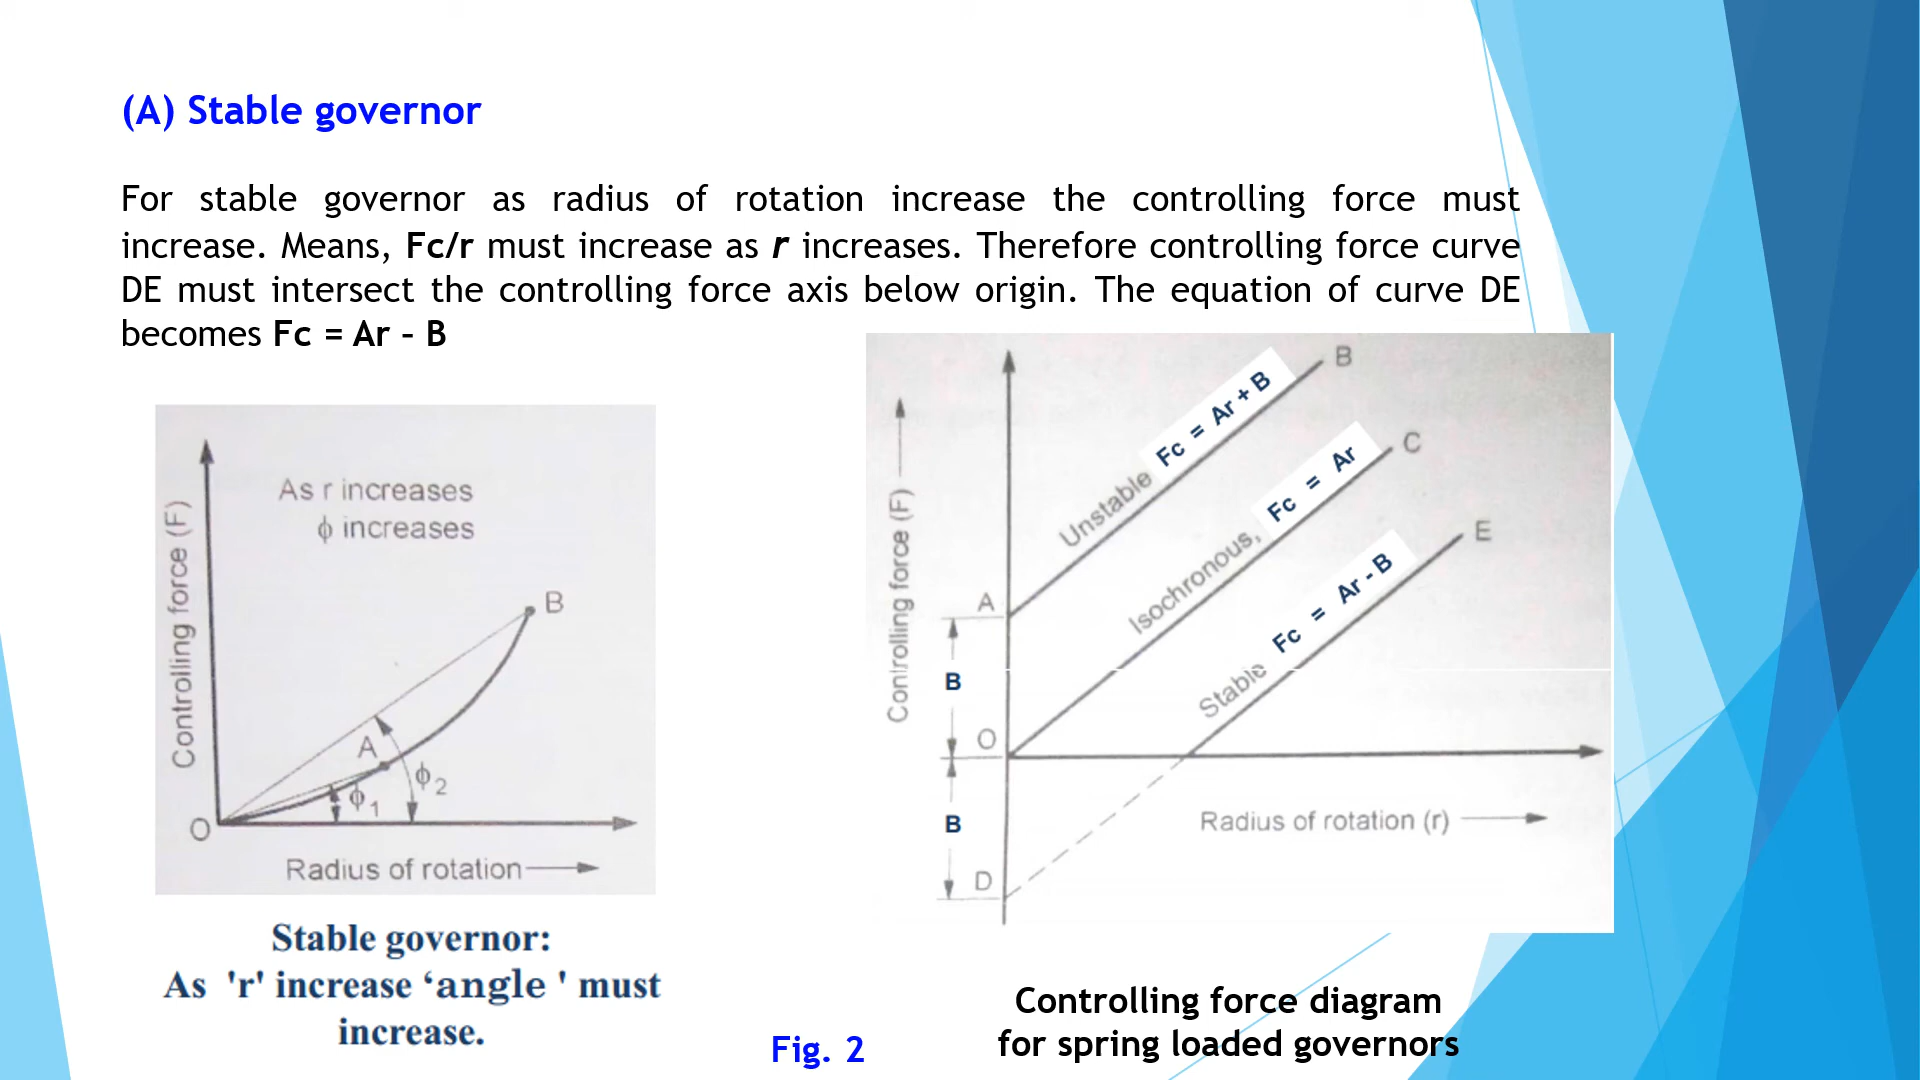 (A) Stable governor
For stable governor as radius of rotation increase the controlling force must
increase. Means, Fc/r must increase as r increases. Therefore controlling force curve
DE must intersect the controlling force axis below origin. The equation of curve DE
becomes Fc = Ar – B
Controlling force (F)
As r increases
ϕ increases
B
A
ϕ2
ϕ1
O
Radius of rotation
Stable governor:
As 'r' increase ‘angle ' must
increase.
Fig. 2
Controlling force (F)
B
Unstable Fc = Ar + B
C
Isochronous, Fc = Ar
E
Stable Fc = Ar - B
A
B
O
B
D
Radius of rotation (r)
Controlling force diagram
for spring loaded governors